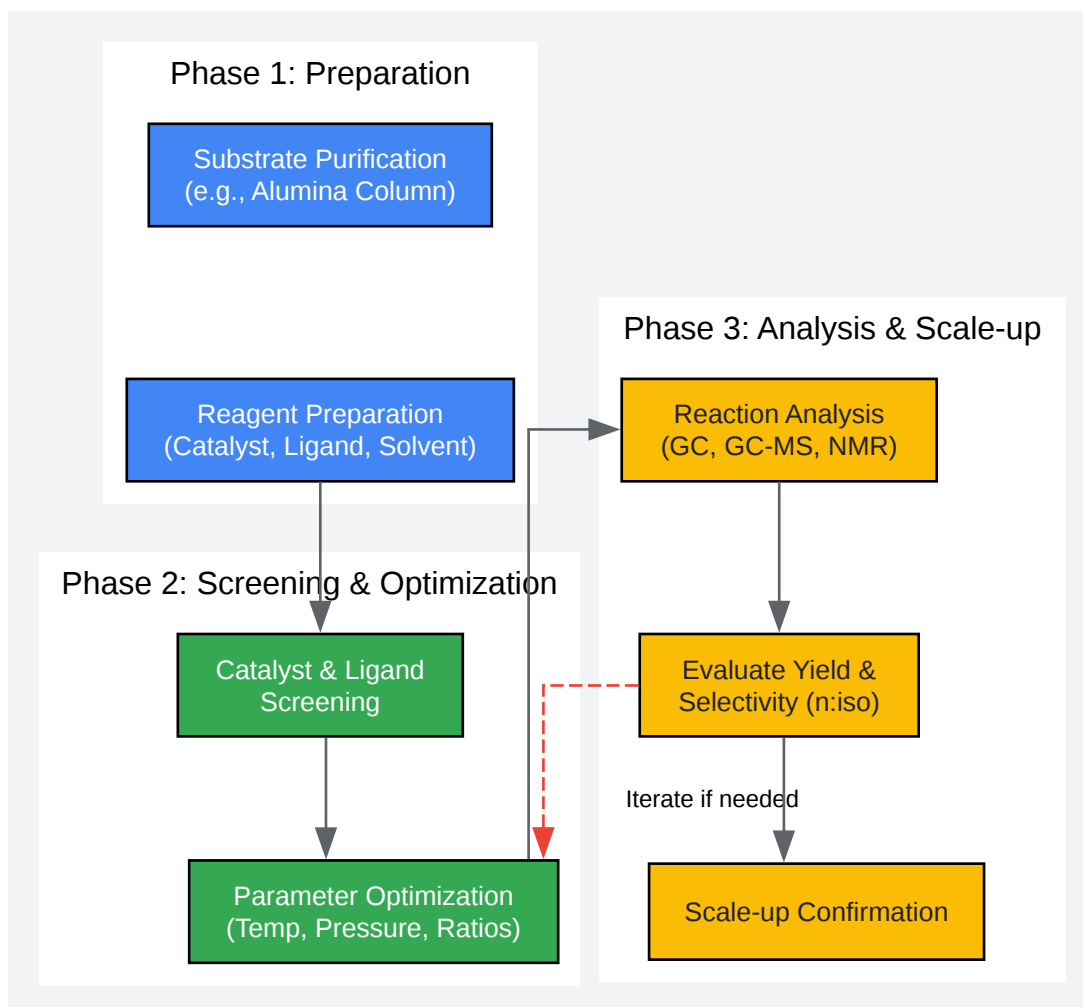 Phase 1: Preparation
Substrate Purification
(e.g., Alumina Column)
Reagent Preparation
(Catalyst, Ligand, Solvent)
Phase 2: Screening & Optimization
Catalyst & Ligand
Screening
Parameter Optimization
(Temp, Pressure, Ratios)
Phase 3: Analysis & Scale-up
Reaction Analysis
(GC, GC-MS, NMR)
Evaluate Yield &
Selectivity (n:iso)
Iterate if needed
Scale-up Confirmation